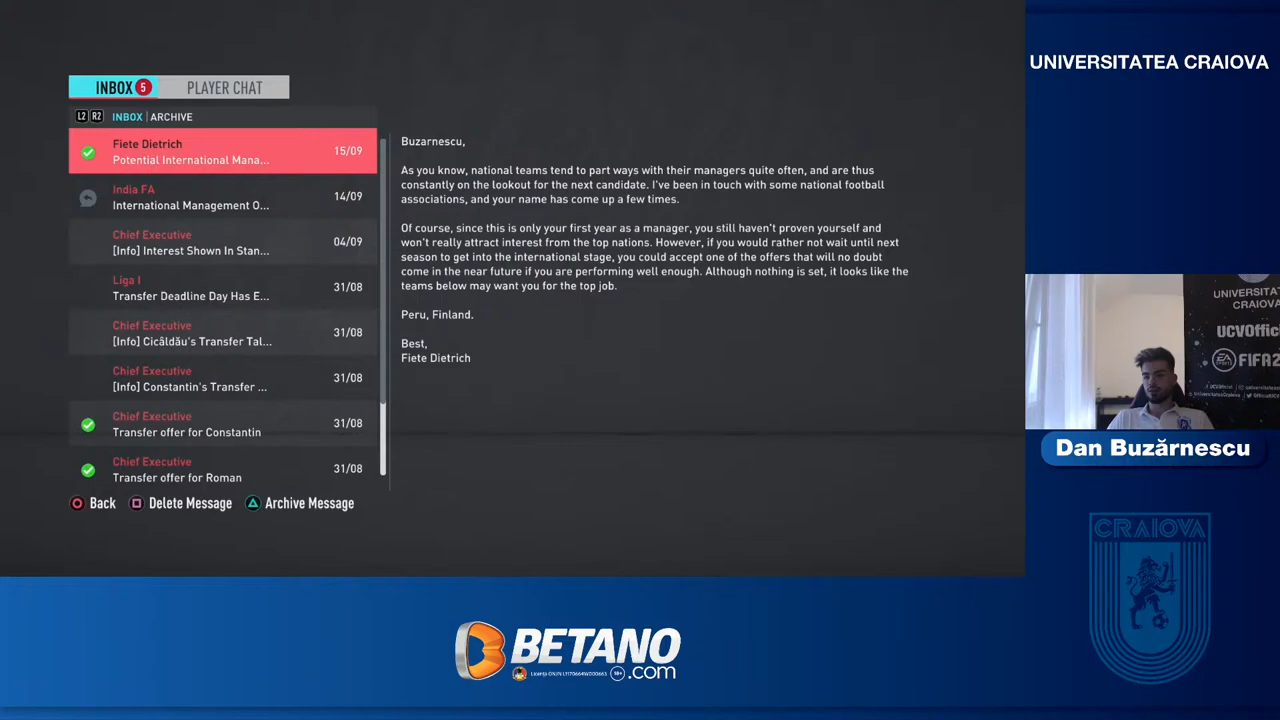 INBOX 5
PLAYER CHAT
L2 R2 INBOX | ARCHIVE
Fiete Dietrich
Potential International Mana...
15/09
India FA
International Management O...
14/09
Chief Executive
[Info] Interest Shown In Stan...
04/09
Liga I
Transfer Deadline Day Has E...
31/08
Chief Executive
[Info] Cicâldău's Transfer Tal...
31/08
Chief Executive
[Info] Constantin's Transfer ...
31/08
Chief Executive
Transfer offer for Constantin
31/08
Chief Executive
Transfer offer for Roman
31/08
Back Delete Message Archive Message
Buzarnescu,
As you know, national teams tend to part ways with their managers quite often, and are thus
constantly on the lookout for the next candidate. I've been in touch with some national football
associations, and your name has come up a few times.
Of course, since this is only your first year as a manager, you still haven't proven yourself and
won't really attract interest from the top nations. However, if you would rather not wait until next
season to get into the international stage, you could accept one of the offers that will no doubt
come in the near future if you are performing well enough. Although nothing is set, it looks like the
teams below may want you for the top job.
Peru, Finland.
Best,
Fiete Dietrich
UNIVERSITATEA CRAIOVA
UNIVERSITA
CRAIOV
UCVOffic
EA SPORTS FIFA2
Dan Buzărnescu
CRAIOVA
BETANO
.com
18+